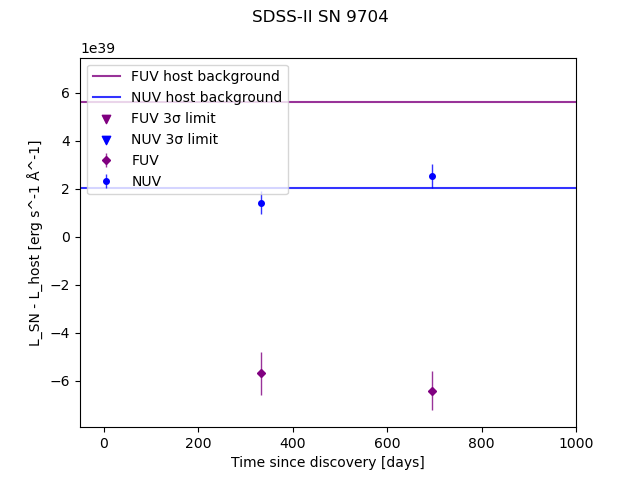 SDSS-II SN 9704
1e39
FUV host background
NUV host background
FUV 3σ limit
NUV 3σ limit
FUV
NUV
6
4
2
0
−2
−4
−6
L_SN - L_host [erg s^-1 Å^-1]
0 200 400 600 800 1000
Time since discovery [days]